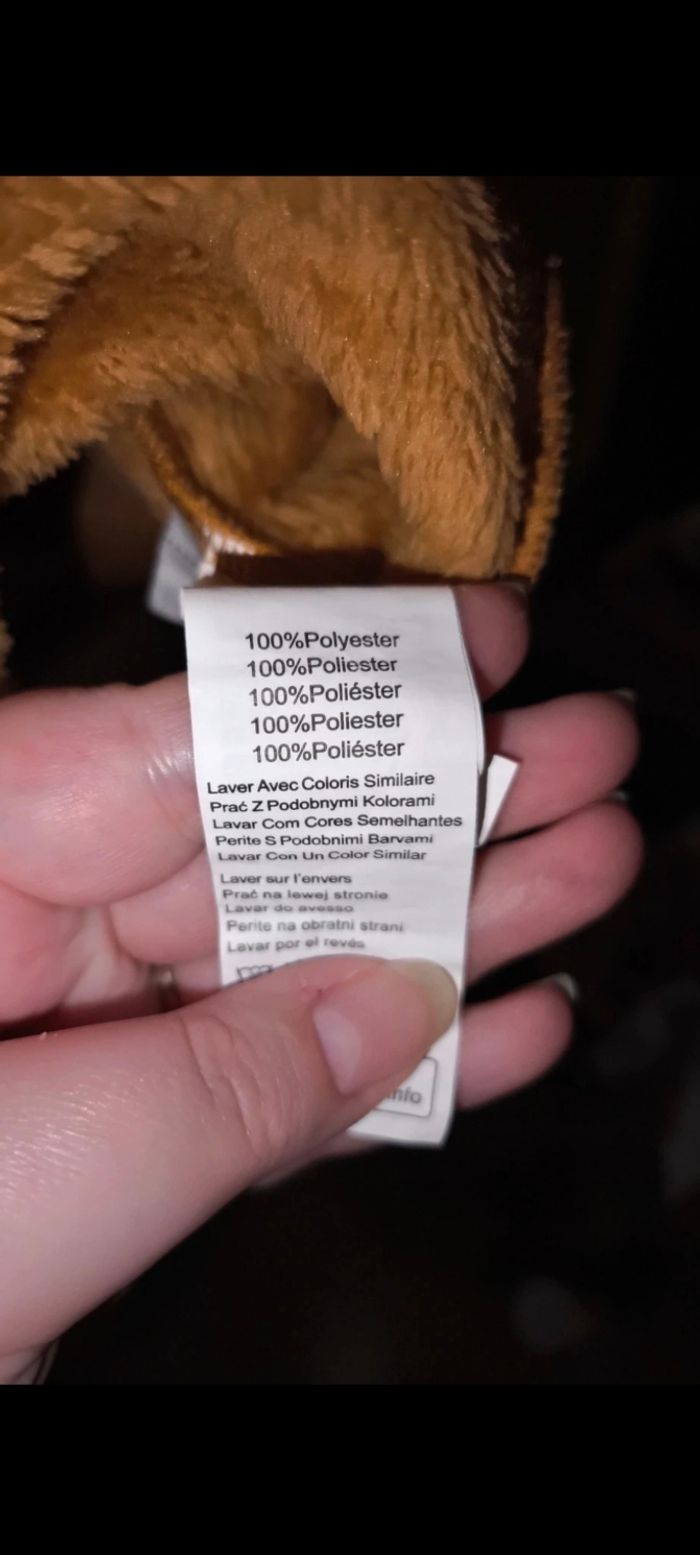 100%Polyester
100%Poliester
100%Poliéster
100%Poliester
100%Poliéster
Laver Avec Coloris Similaire
Prać Z Podobnymi Kolorami
Lavar Com Cores Semelhantes
Perite S Podobnimi Barvami
Lavar Con Un Color Similar
Laver sur l'envers
Prać na lewej stronie
Lavar do avesso
Perite na obratni strani
Lavar por el revés